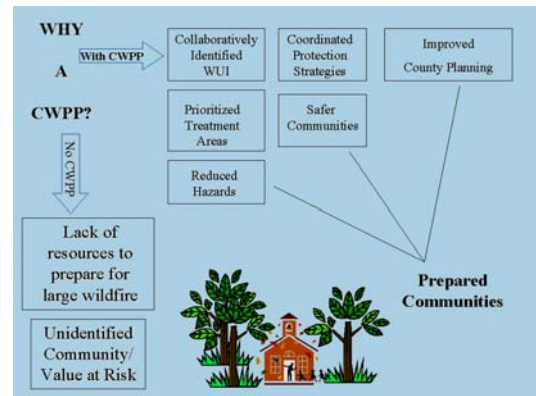 WHY
A
CWPP?
With CWPP
Collaboratively
Identified
WUI
Coordinated
Protection
Strategies
Improved
County Planning
Prioritized
Treatment
Areas
Safer
Communities
Reduced
Hazards
No CWPP
Lack of
resources to
prepare for
large wildfire
Unidentified
Community/
Value at Risk
Prepared
Communities